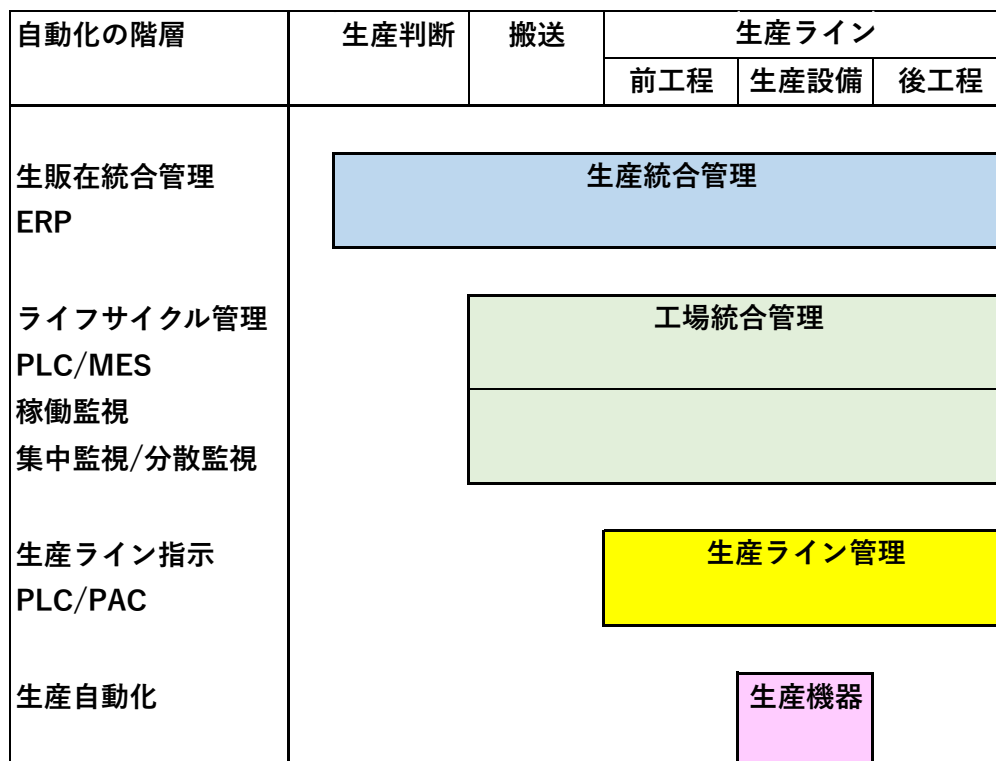 自動化の階層 生産判断 搬送 生産ライン
前工程 生産設備 後工程
生販在統合管理 生産統合管理
ERP
ライフサイクル管理 工場統合管理
PLC/MES
稼働監視
集中監視/分散監視
生産ライン指示 生産ライン管理
PLC/PAC
生産自動化 生産機器